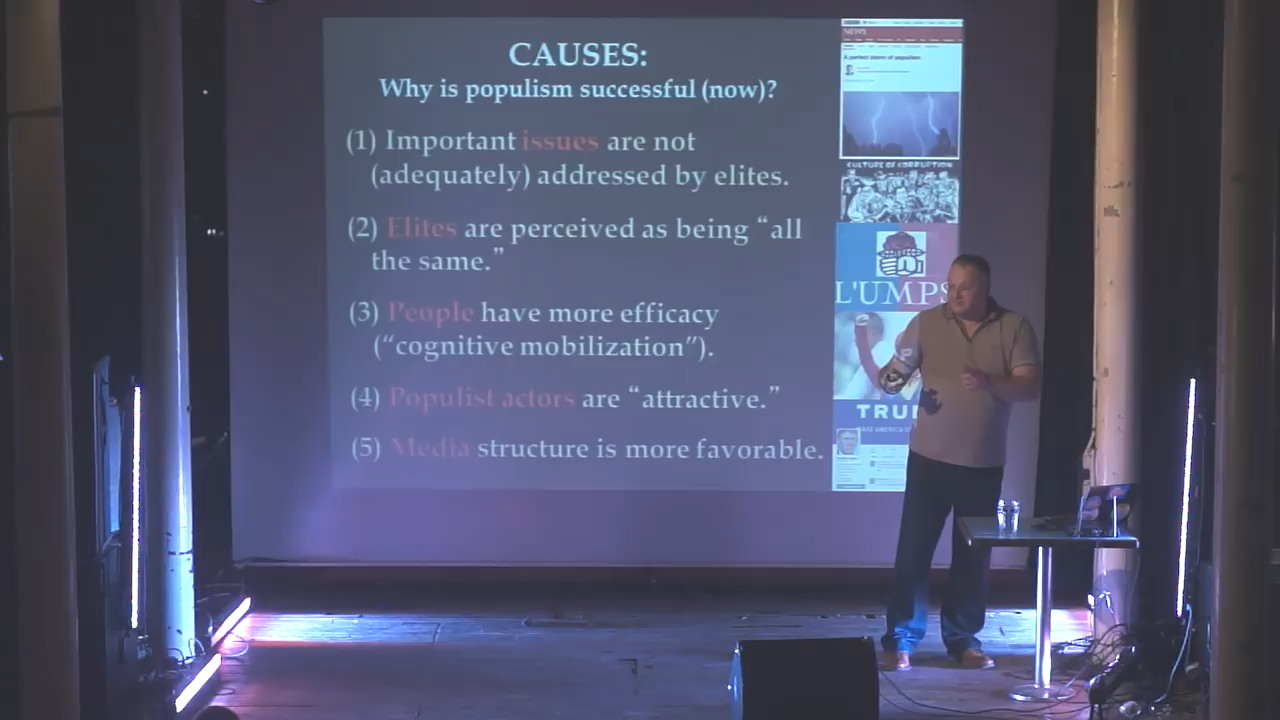 CAUSES:
Why is populism successful (now)?
(1) Important issues are not
(adequately) addressed by elites.
(2) Elites are perceived as being “all
the same.”
(3) People have more efficacy
(“cognitive mobilization”).
(4) Populist actors are “attractive.”
(5) Media structure is more favorable.
NEWS
A perfect storm of populism
CULTURE OF CORRUPTION
L'UMPS
TRU